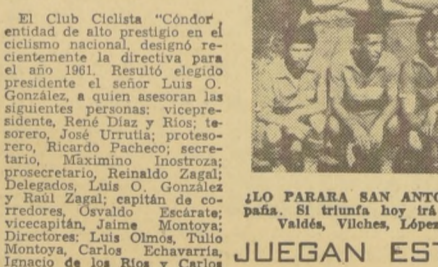 El Club Ciclista "Cóndor,
entidad de alto prestigio en el
ciclismo nacional, designó re-
cientemente la directiva para
el año 1961. Resultó elegido
presidente el señor Luis O.
González, a quien asesoran las
siguientes personas: vicepre-
sidente, René Díaz y Ríos; te-
sorero, José Urrutia; proteso-
rero, Ricardo Pacheco; secre-
tario, Maximino Inostroza;
prosecretario, Reinaldo Zagal;
Delegados, Luis O. González
y Raúl Zagal; capitán de co-
rredores, Osvaldo Escárate;
vicecapitán, Jaime Montoya;
Directores: Luis Olmos, Tulio
Montoya, Carlos Echavarría,
Ignacio de los Ríos y Carlos
¿LO PARARA SAN ANTO
paña. Si triunfa hoy irá
Valdés, Vilches, Lópe
JUEGAN EST